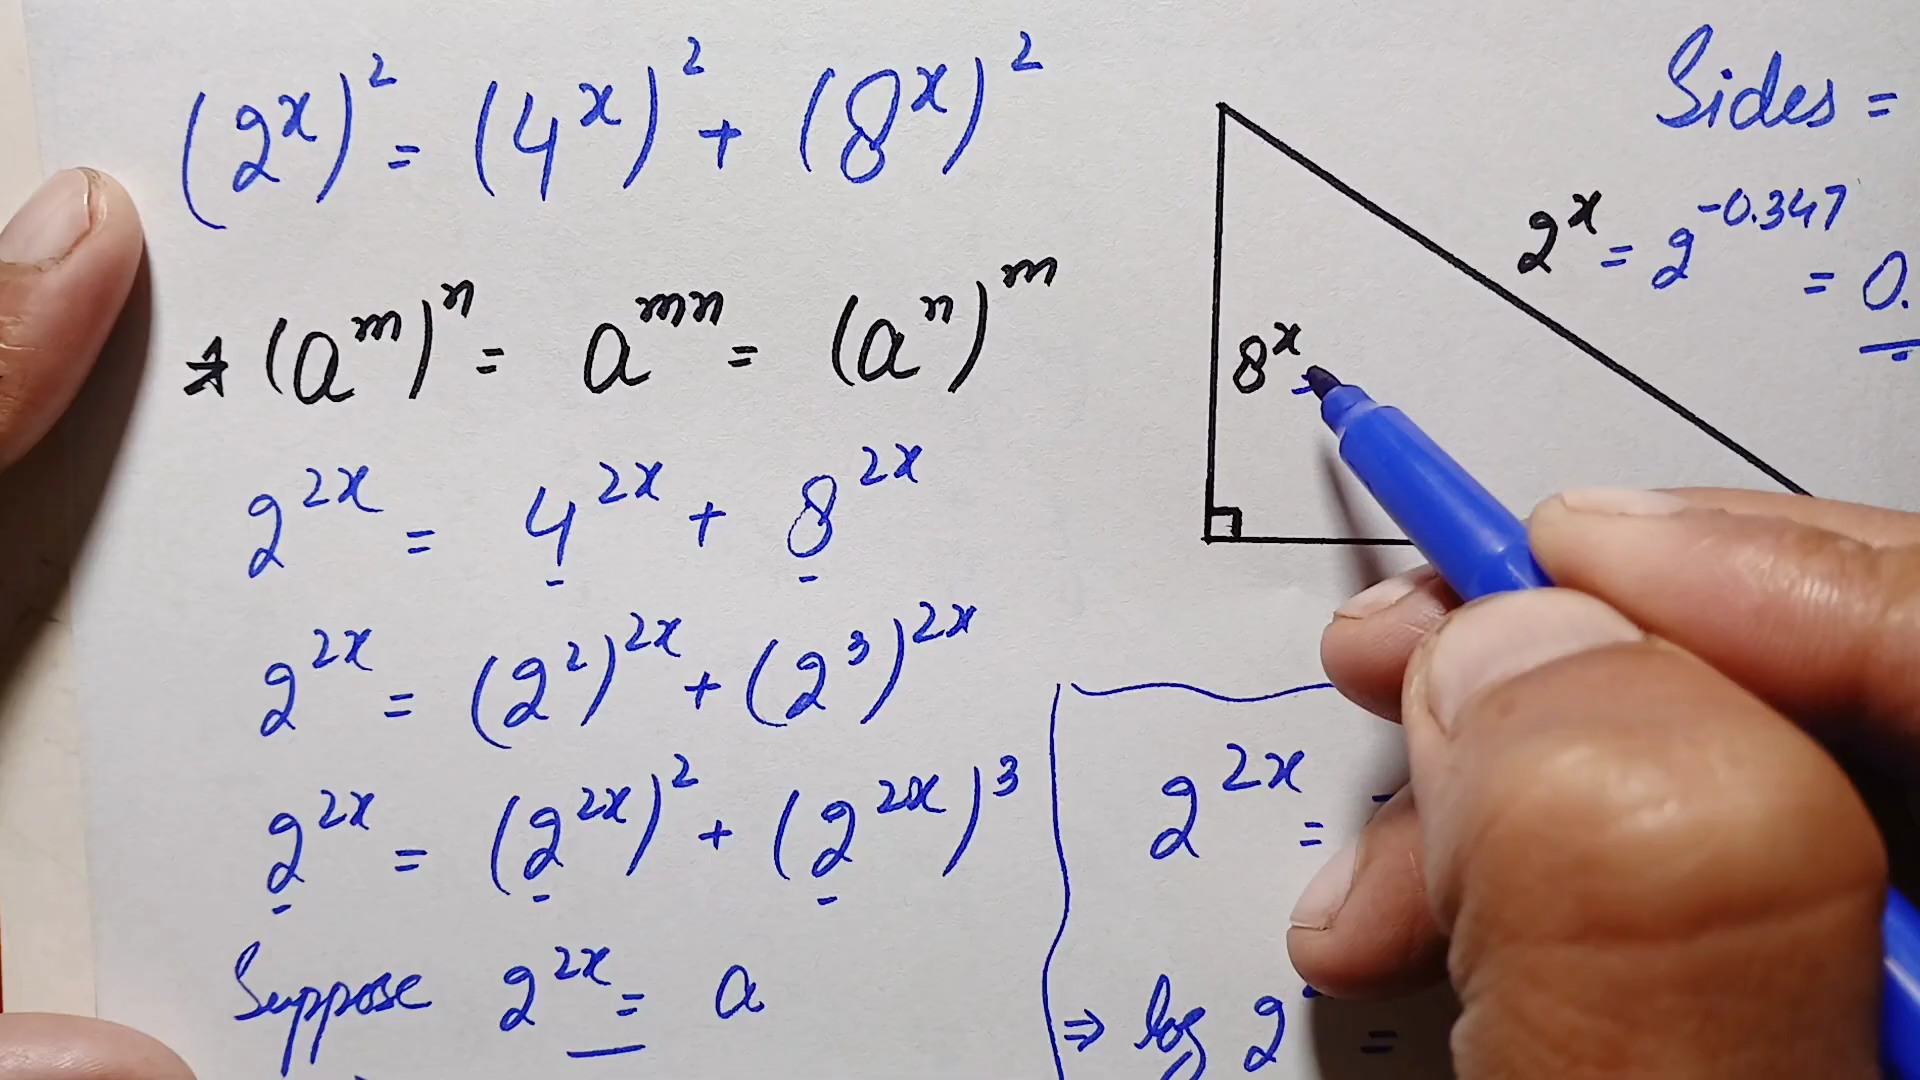 (2^x)^2 = (4^x)^2 + (8^x)^2
* (a^m)^n = a^mn = (a^n)^m
2^2x = 4^2x + 8^2x
2^2x = (2^2)^2x + (2^3)^2x
2^2x = (2^2x)^2 + (2^2x)^3
Suppose 2^2x = a
Sides =
2^x = 2^-0.347
= 0.
8^x =
2^2x =
⇒ log 2 =